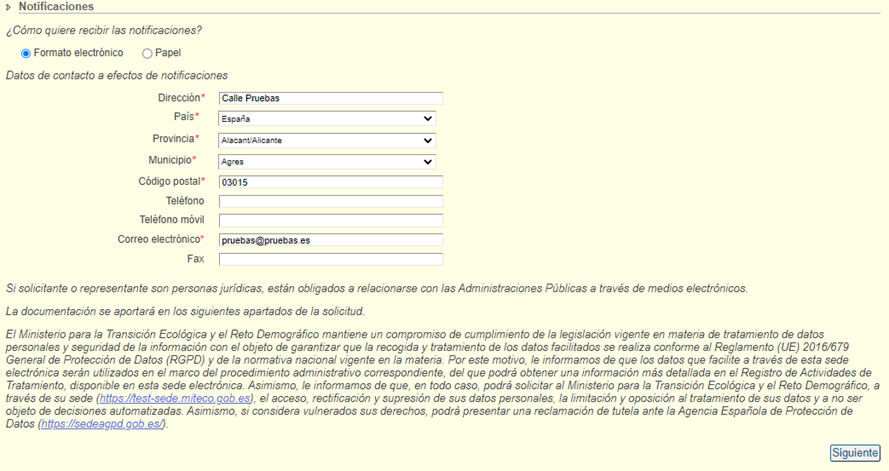 Notificaciones
¿Cómo quiere recibir las notificaciones?
Formato electrónico Papel
Datos de contacto a efectos de notificaciones
Dirección* Calle Pruebas
País* España
Provincia* Alacant/Alicante
Municipio* Agres
Código postal* 03015
Teléfono
Teléfono móvil
Correo electrónico* pruebas@pruebas.es
Fax
Si solicitante o representante son personas jurídicas, están obligados a relacionarse con las Administraciones Públicas a través de medios electrónicos.
La documentación se aportará en los siguientes apartados de la solicitud.
El Ministerio para la Transición Ecológica y el Reto Demográfico mantiene un compromiso de cumplimiento de la legislación vigente en materia de tratamiento de datos
personales y seguridad de la información con el objeto de garantizar que la recogida y tratamiento de los datos facilitados se realiza conforme al Reglamento (UE) 2016/679
General de Protección de Datos (RGPD) y de la normativa nacional vigente en la materia. Por este motivo, le informamos de que los datos que facilite a través de esta sede
electrónica serán utilizados en el marco del procedimiento administrativo correspondiente, del que podrá obtener una información más detallada en el Registro de Actividades de
Tratamiento, disponible en esta sede electrónica. Asimismo, le informamos de que, en todo caso, podrá solicitar al Ministerio para la Transición Ecológica y el Reto Demográfico, a
través de su sede (https://test-sede.miteco.gob.es), el acceso, rectificación y supresión de sus datos personales, la limitación y oposición al tratamiento de sus datos y a no ser
objeto de decisiones automatizadas. Asimismo, si considera vulnerados sus derechos, podrá presentar una reclamación de tutela ante la Agencia Española de Protección de
Datos (https://sedeagpd.gob.es/).
Siguiente